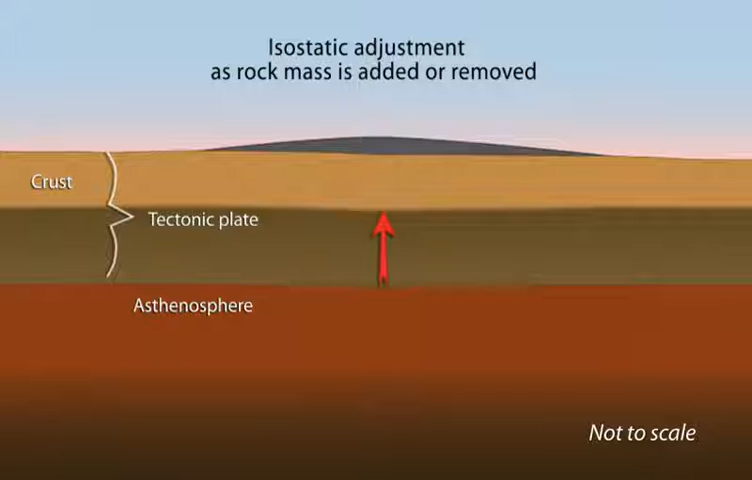 Isostatic adjustment
as rock mass is added or removed
Crust
Tectonic plate
Asthenosphere
Not to scale